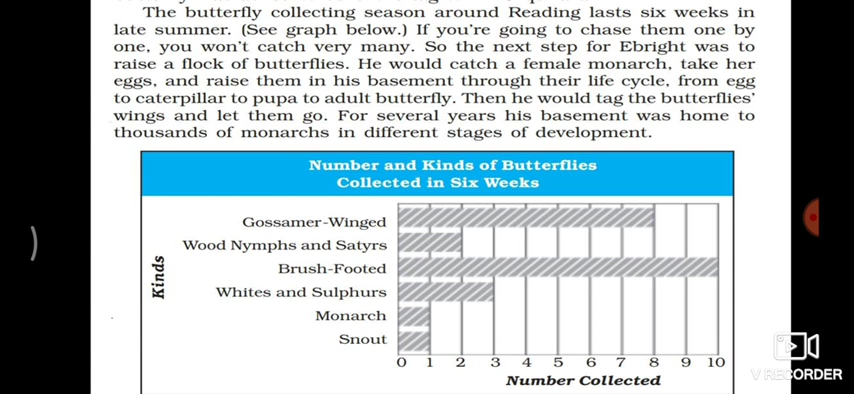 The butterfly collecting season around Reading lasts six weeks in
late summer. (See graph below.) If you're going to chase them one by
one, you won't catch very many. So the next step for Ebright was to
raise a flock of butterflies. He would catch a female monarch, take her
eggs, and raise them in his basement through their life cycle, from egg
to caterpillar to pupa to adult butterfly. Then he would tag the butterflies'
wings and let them go. For several years his basement was home to
thousands of monarchs in different stages of development.
Number and Kinds of Butterflies
Collected in Six Weeks
Kinds
Gossamer-Winged
Wood Nymphs and Satyrs
Brush-Footed
Whites and Sulphurs
Monarch
Snout
0 1 2 3 4 5 6 7 8 9 10
Number Collected
V RECORDER